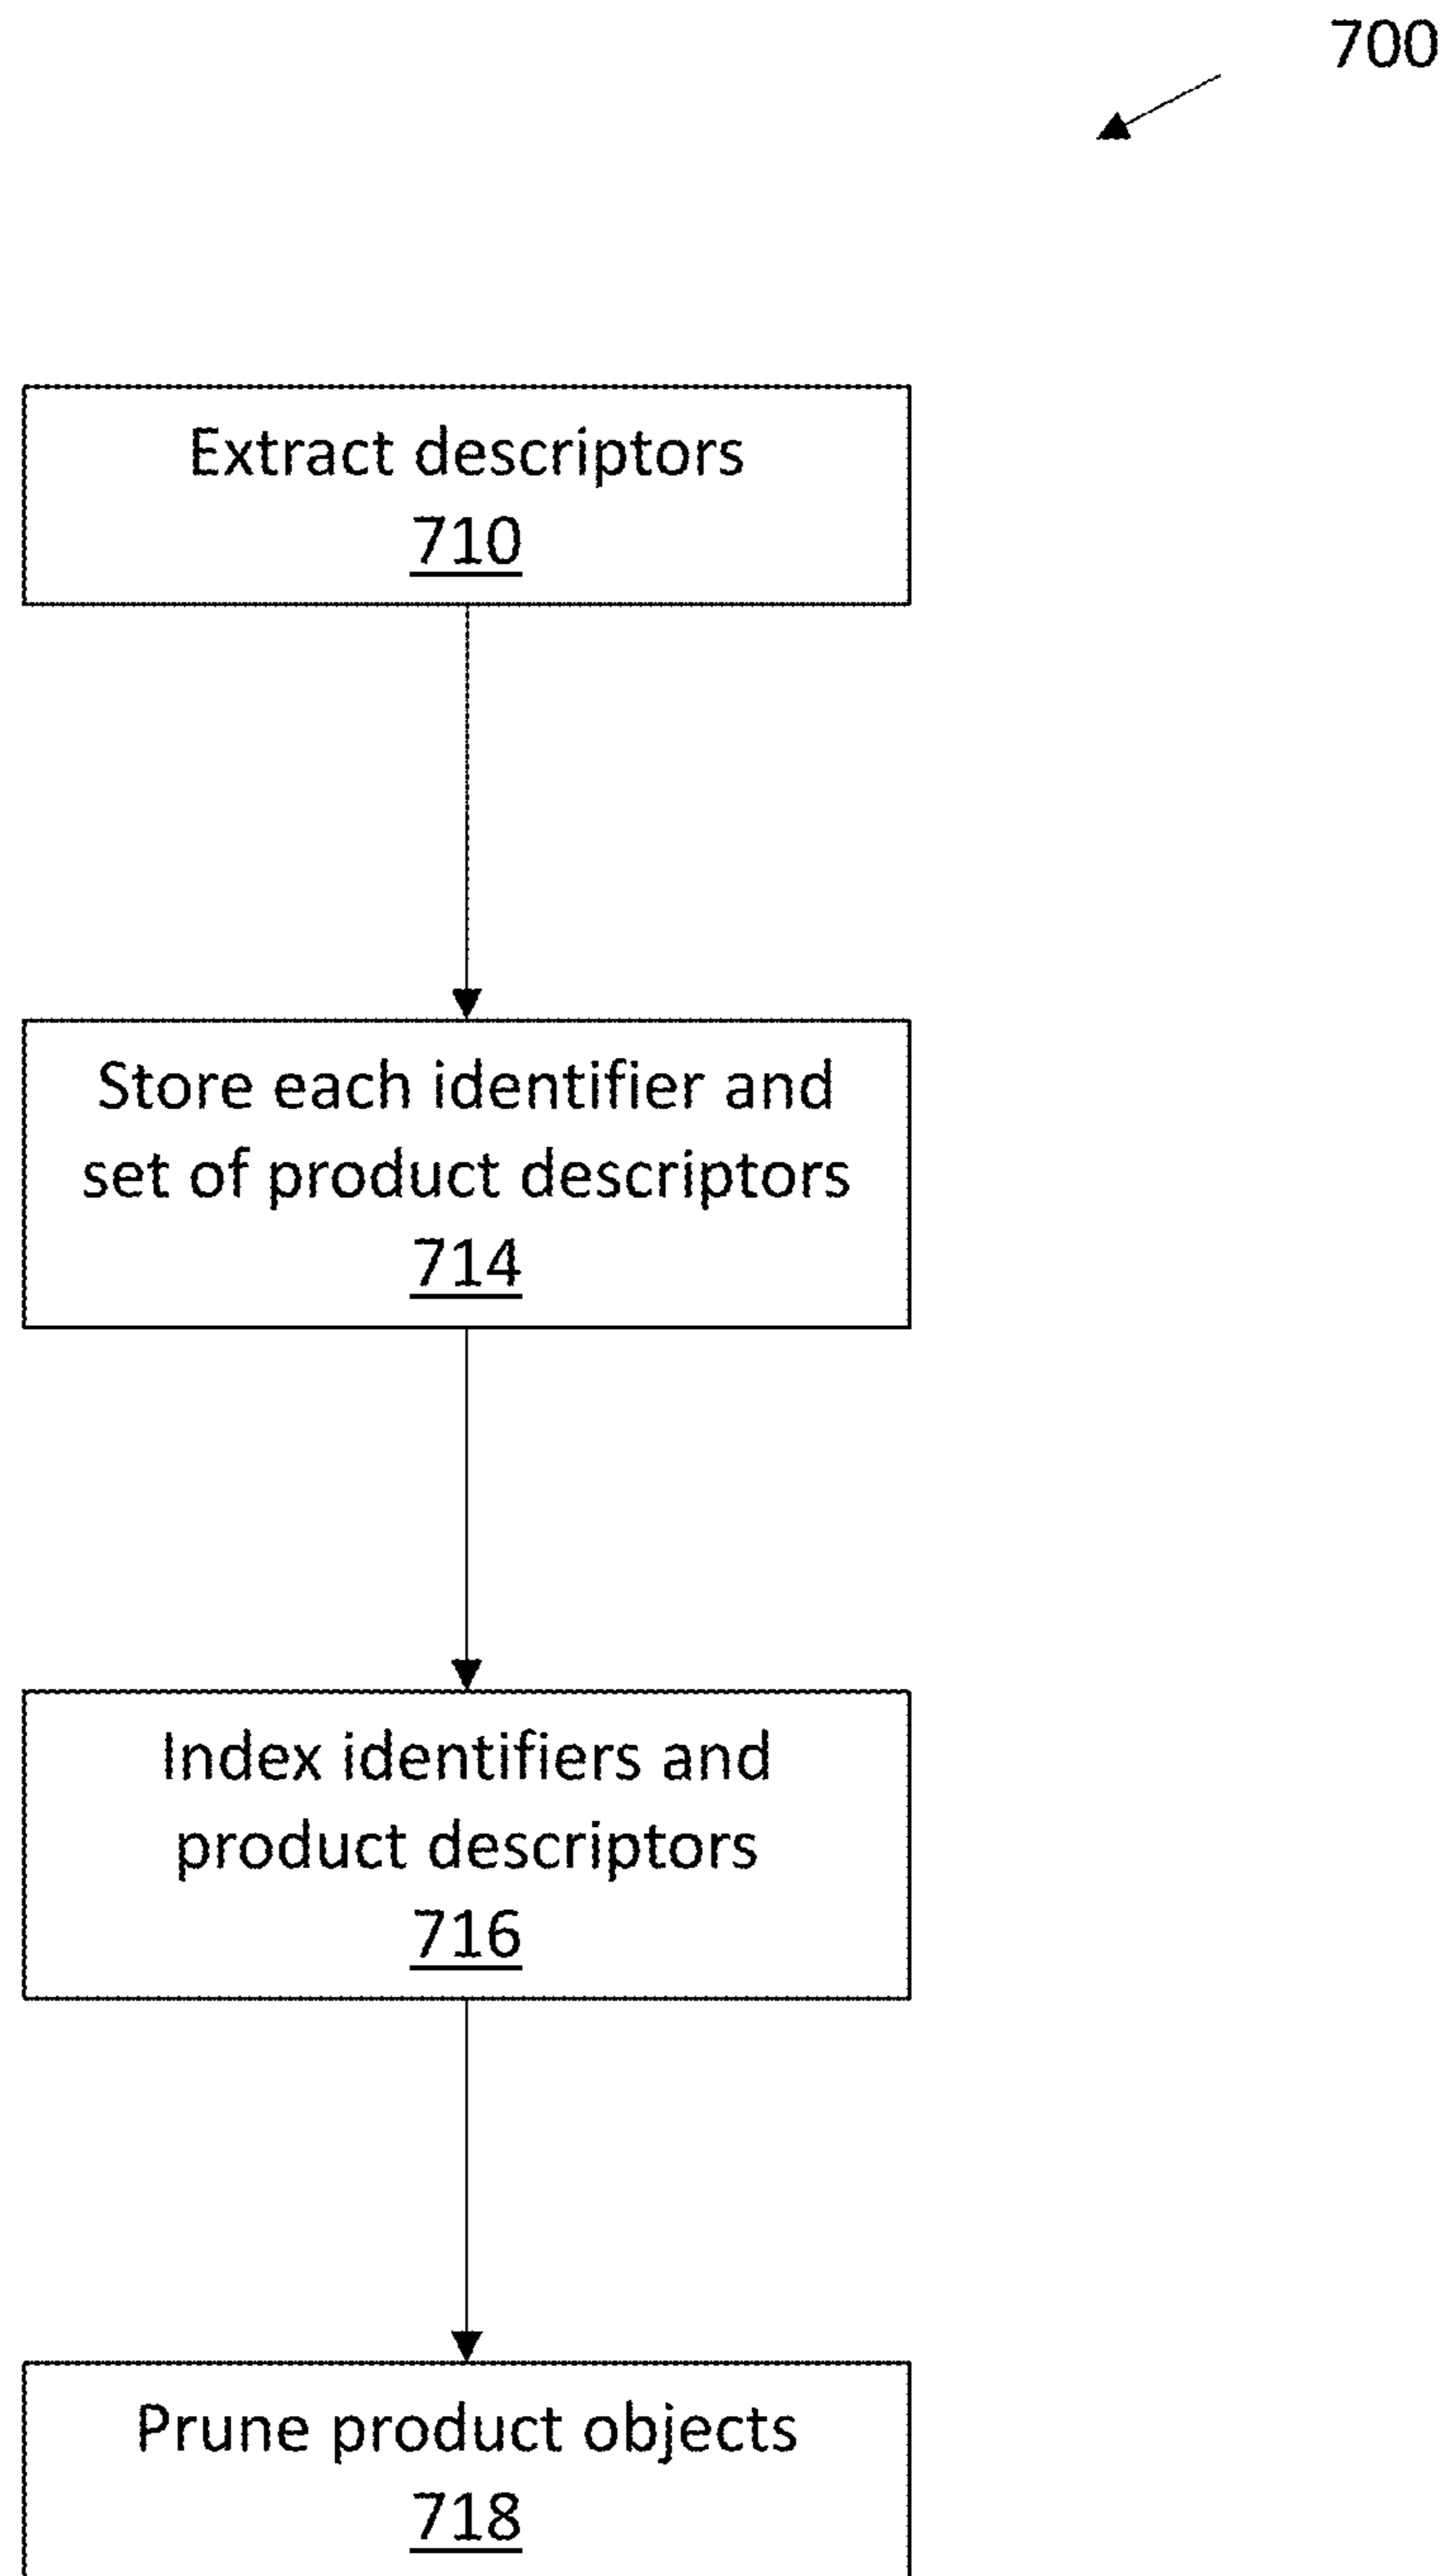 700
Extract descriptors
710
Store each identifier and
set of product descriptors
714
Index identifiers and
product descriptors
716
Prune product objects
718